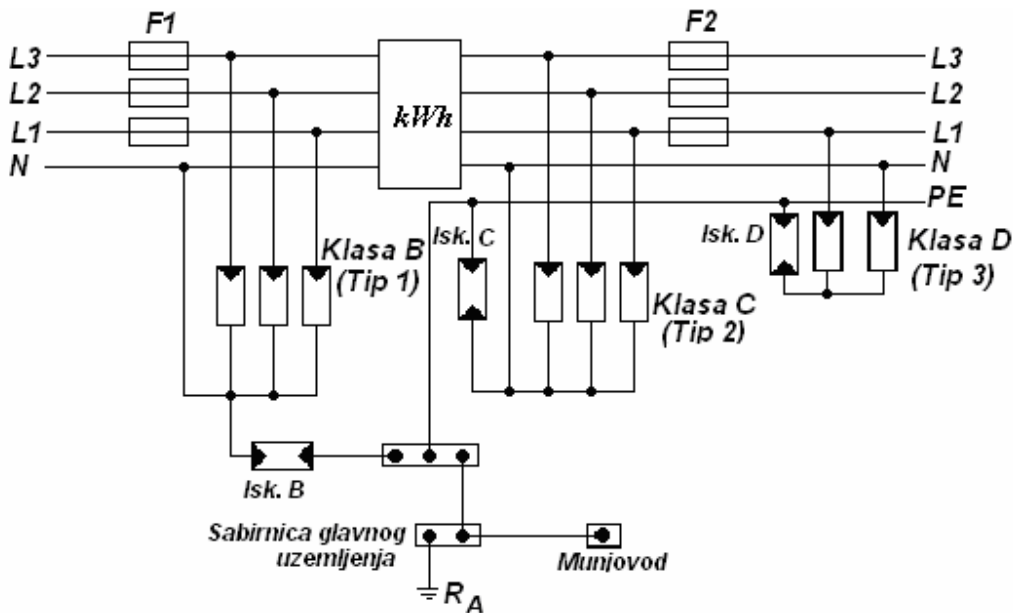 F1
F2
L3
L2
L1
N
kWh
L3
L2
L1
N
PE
Isk. C
Isk. D
Klasa B
(Tip 1)
Klasa C
(Tip 2)
Klasa D
(Tip 3)
Isk. B
Sabirnica glavnog
uzemljenja
Munjovod
RA